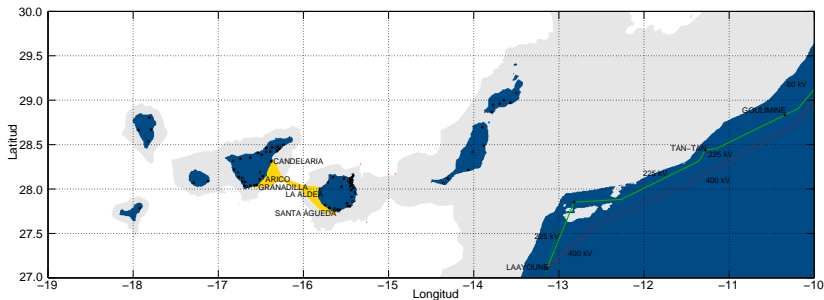 30.0
29.5
29.0
28.5
28.0
27.5
27.0
Latitud
60 kV
GOULIMINE
TAN−TAN
225 kV
225 kV
400 kV
CANDELARIA
ARICO
GRANADILLA
LA ALDEA
SANTA ÁGUEDA
225 kV
400 kV
LAAYOUNE
−19 −18 −17 −16 −15 −14 −13 −12 −11 −10
Longitud